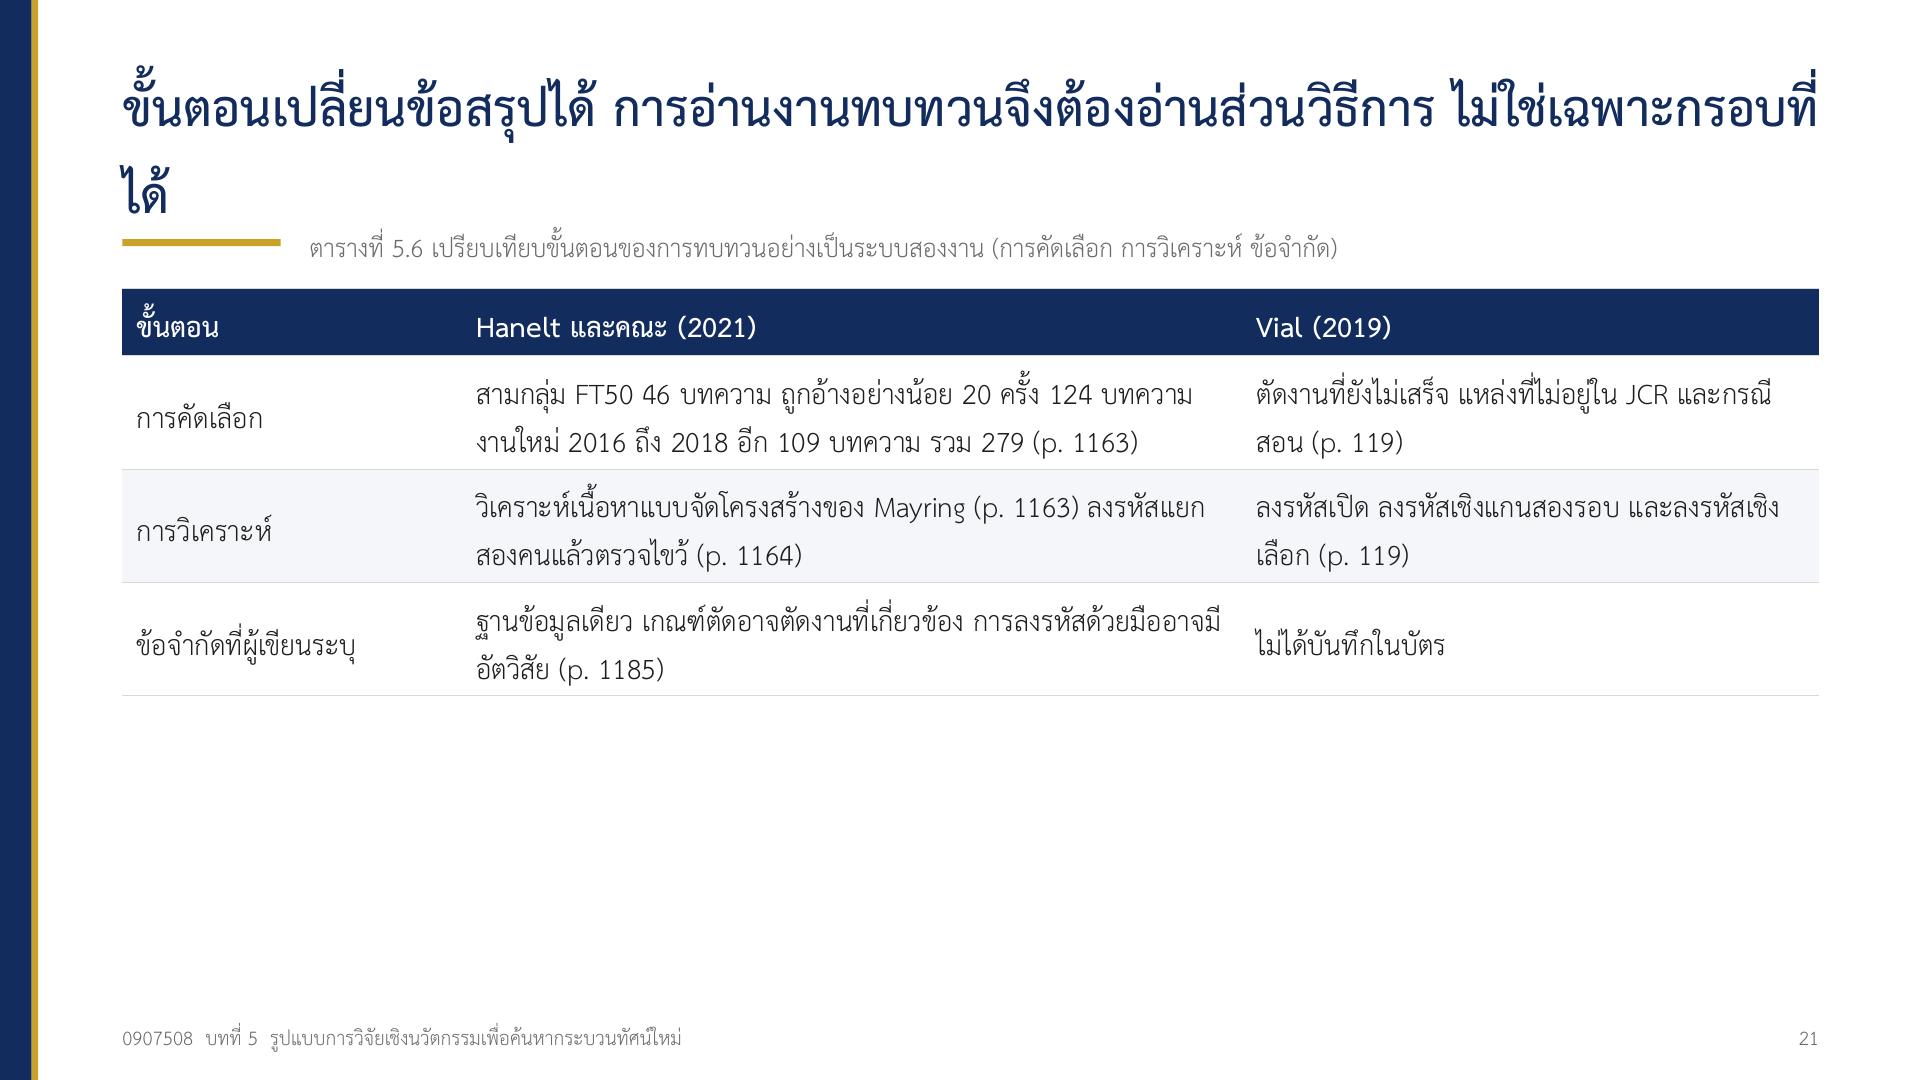 ขั้นตอนเปลี่ยนข้อสรุปได้ การอ่านงานทบทวนจึงต้องอ่านส่วนวิธีการ ไม่ใช่เฉพาะกรอบที่
ได้
ตารางที่ 5.6 เปรียบเทียบขั้นตอนของการทบทวนอย่างเป็นระบบสองงาน (การคัดเลือก การวิเคราะห์ ข้อจำกัด)
ขั้นตอน Hanelt และคณะ (2021) Vial (2019)
การคัดเลือก
สามกลุ่ม FT50 46 บทความ ถูกอ้างอย่างน้อย 20 ครั้ง 124 บทความ
งานใหม่ 2016 ถึง 2018 อีก 109 บทความ รวม 279 (p. 1163)
ตัดงานที่ยังไม่เสร็จ แหล่งที่ไม่อยู่ใน JCR และกรณี
สอน (p. 119)
การวิเคราะห์
วิเคราะห์เนื้อหาแบบจัดโครงสร้างของ Mayring (p. 1163) ลงรหัสแยก
สองคนแล้วตรวจไขว้ (p. 1164)
ลงรหัสเปิด ลงรหัสเชิงแกนสองรอบ และลงรหัสเชิง
เลือก (p. 119)
ข้อจำกัดที่ผู้เขียนระบุ
ฐานข้อมูลเดียว เกณฑ์ตัดอาจตัดงานที่เกี่ยวข้อง การลงรหัสด้วยมืออาจมี
อัตวิสัย (p. 1185)
ไม่ได้บันทึกในบัตร
0907508 บทที่ 5 รูปแบบการวิจัยเชิงนวัตกรรมเพื่อค้นหากระบวนทัศน์ใหม่
21